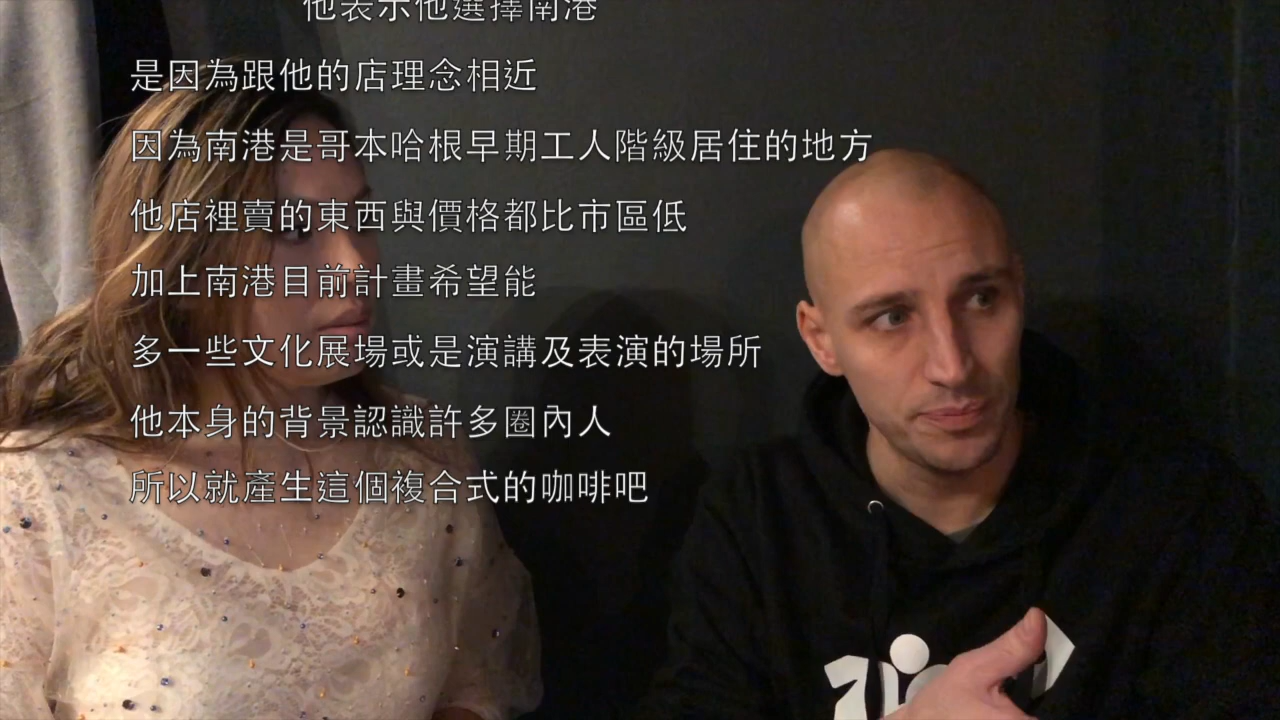 他表示他選擇南港
是因為跟他的店理念相近
因為南港是哥本哈根早期工人階級居住的地方
他店裡賣的東西與價格都比市區低
加上南港目前計畫希望能
多一些文化展場或是演講及表演的場所
他本身的背景認識許多圈內人
所以就產生這個複合式的咖啡吧